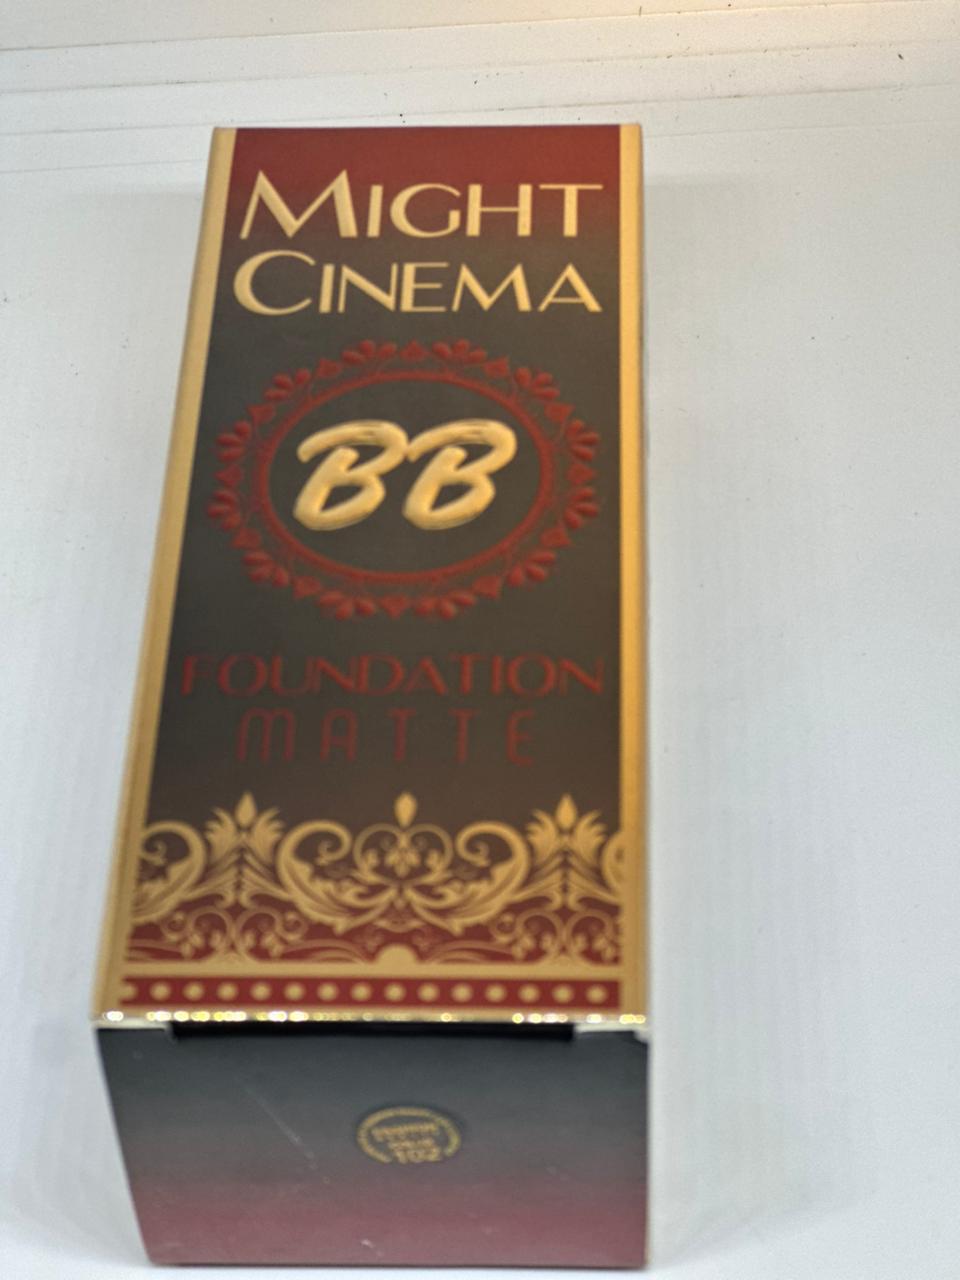 MIGHT
CINEMA
BB
FOUNDATION
MATTE
102